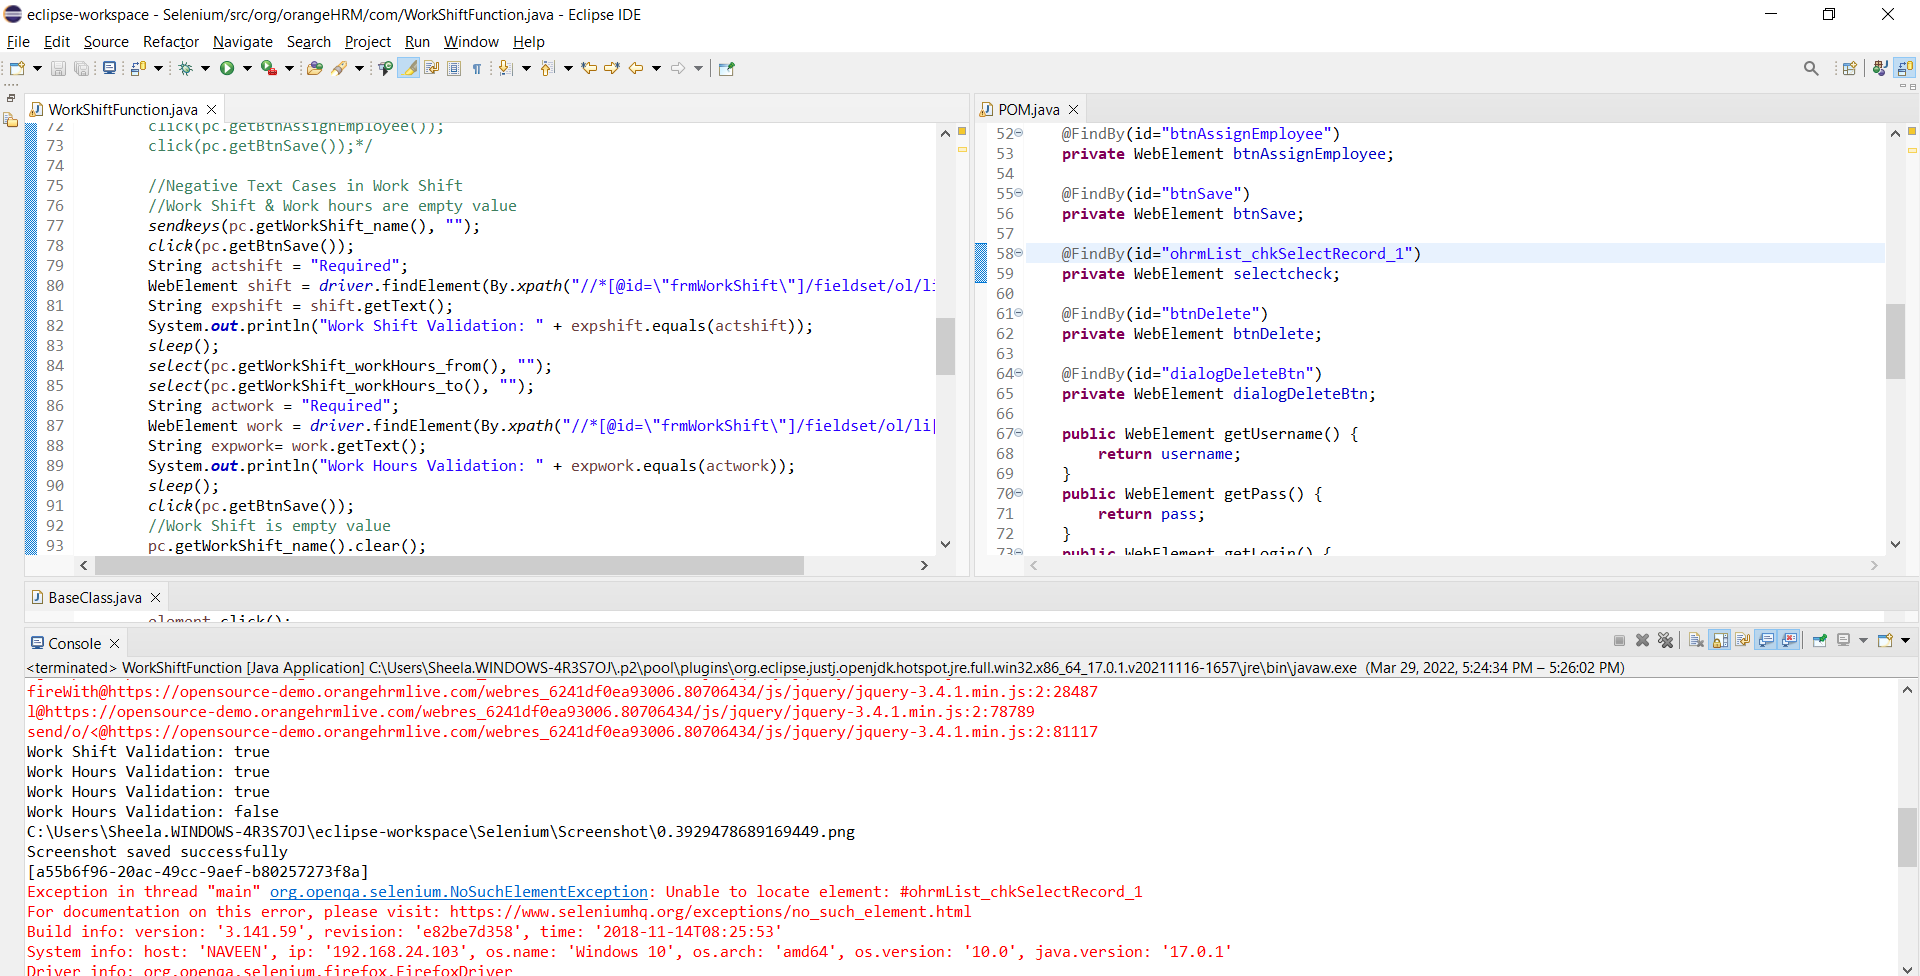 eclipse-workspace - Selenium/src/org/orangeHRM/com/WorkShiftFunction.java - Eclipse IDE
File Edit Source Refactor Navigate Search Project Run Window Help
WorkShiftFunction.java
72 click(pc.getBtnAssignEmployee());
73 click(pc.getBtnSave());*/
74
75 //Negative Text Cases in Work Shift
76 //Work Shift & Work hours are empty value
77 sendkeys(pc.getWorkShift_name(), "");
78 click(pc.getBtnSave());
79 String actshift = "Required";
80 WebElement shift = driver.findElement(By.xpath("//*[@id=\"frmWorkShift\"]/fieldset/ol/li
81 String expshift = shift.getText();
82 System.out.println("Work Shift Validation: " + expshift.equals(actshift));
83 sleep();
84 select(pc.getWorkShift_workHours_from(), "");
85 select(pc.getWorkShift_workHours_to(), "");
86 String actwork = "Required";
87 WebElement work = driver.findElement(By.xpath("//*[@id=\"frmWorkShift\"]/fieldset/ol/li[
88 String expwork= work.getText();
89 System.out.println("Work Hours Validation: " + expwork.equals(actwork));
90 sleep();
91 click(pc.getBtnSave());
92 //Work Shift is empty value
93 pc.getWorkShift_name().clear();
POM.java
52 @FindBy(id="btnAssignEmployee")
53 private WebElement btnAssignEmployee;
54
55 @FindBy(id="btnSave")
56 private WebElement btnSave;
57
58 @FindBy(id="ohrmList_chkSelectRecord_1")
59 private WebElement selectcheck;
60
61 @FindBy(id="btnDelete")
62 private WebElement btnDelete;
63
64 @FindBy(id="dialogDeleteBtn")
65 private WebElement dialogDeleteBtn;
66
67 public WebElement getUsername() {
68 return username;
69 }
70 public WebElement getPass() {
71 return pass;
72 }
73 public WebElement getLogin() {
BaseClass.java
element.click();
Console
<terminated> WorkShiftFunction [Java Application] C:\Users\Sheela.WINDOWS-4R3S7OJ\.p2\pool\plugins\org.eclipse.justj.openjdk.hotspot.jre.full.win32.x86_64_17.0.1.v20211116-1657\jre\bin\javaw.exe (Mar 29, 2022, 5:24:34 PM – 5:26:02 PM)
fireWith@https://opensource-demo.orangehrmlive.com/webres_6241df0ea93006.80706434/js/jquery/jquery-3.4.1.min.js:2:28487
l@https://opensource-demo.orangehrmlive.com/webres_6241df0ea93006.80706434/js/jquery/jquery-3.4.1.min.js:2:78789
send/o/<@https://opensource-demo.orangehrmlive.com/webres_6241df0ea93006.80706434/js/jquery/jquery-3.4.1.min.js:2:81117
Work Shift Validation: true
Work Hours Validation: true
Work Hours Validation: true
Work Hours Validation: false
C:\Users\Sheela.WINDOWS-4R3S7OJ\eclipse-workspace\Selenium\Screenshot\0.3929478689169449.png
Screenshot saved successfully
[a55b6f96-20ac-49cc-9aef-b80257273f8a]
Exception in thread "main" org.openqa.selenium.NoSuchElementException: Unable to locate element: #ohrmList_chkSelectRecord_1
For documentation on this error, please visit: https://www.seleniumhq.org/exceptions/no_such_element.html
Build info: version: '3.141.59', revision: 'e82be7d358', time: '2018-11-14T08:25:53'
System info: host: 'NAVEEN', ip: '192.168.24.103', os.name: 'Windows 10', os.arch: 'amd64', os.version: '10.0', java.version: '17.0.1'
Driver info: org.openqa.selenium.firefox.FirefoxDriver